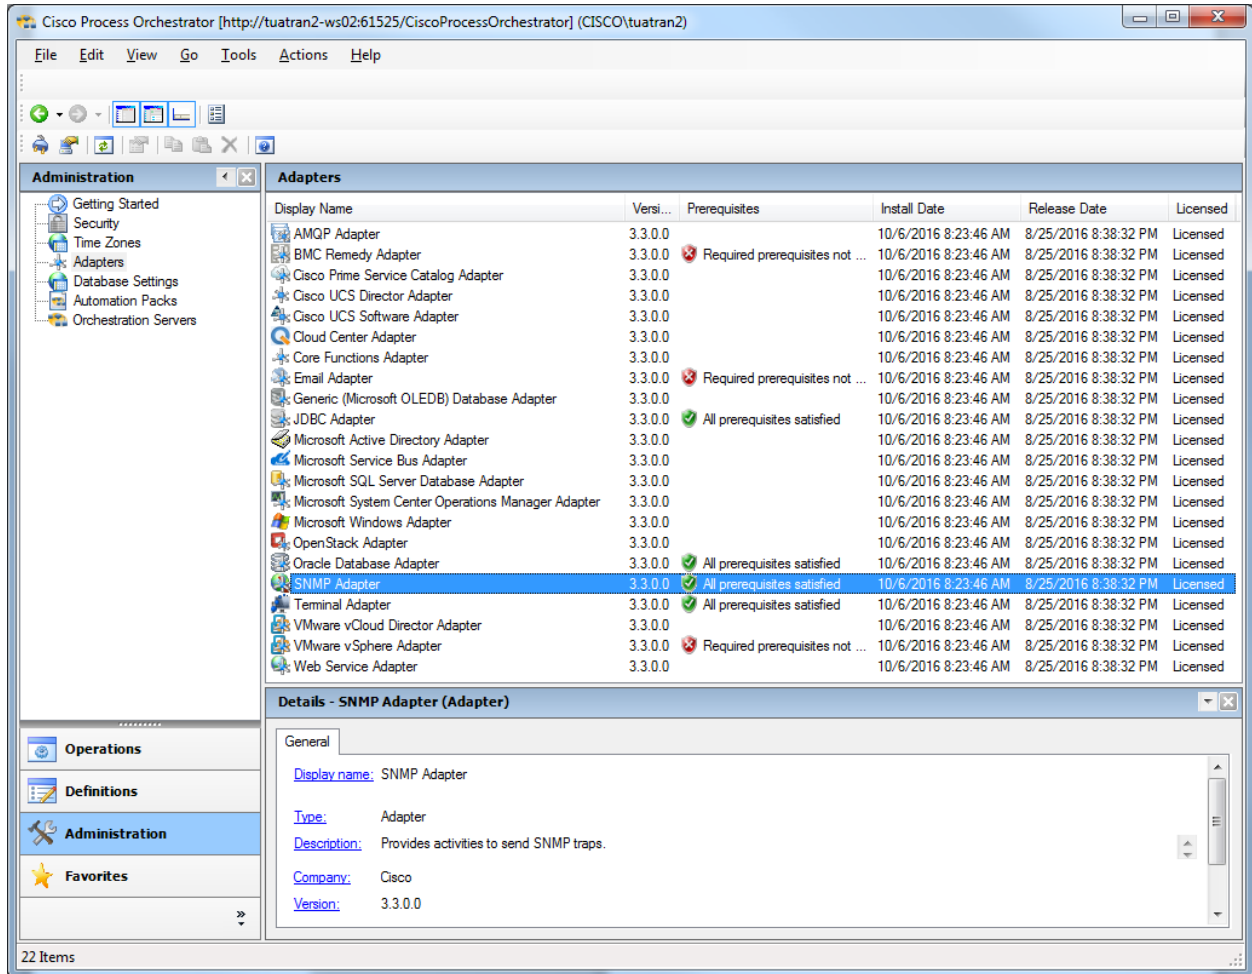 Cisco Process Orchestrator [http://tuatran2-ws02:61525/CiscoProcessOrchestrator] (CISCO\tuatran2)
File Edit View Go Tools Actions Help
Administration
Getting Started
Security
Time Zones
Adapters
Database Settings
Automation Packs
Orchestration Servers
Operations
Definitions
Administration
Favorites
Adapters
Display Name Versi... Prerequisites Install Date Release Date Licensed
AMQP Adapter 3.3.0.0 10/6/2016 8:23:46 AM 8/25/2016 8:38:32 PM Licensed
BMC Remedy Adapter 3.3.0.0 Required prerequisites not ... 10/6/2016 8:23:46 AM 8/25/2016 8:38:32 PM Licensed
Cisco Prime Service Catalog Adapter 3.3.0.0 10/6/2016 8:23:46 AM 8/25/2016 8:38:32 PM Licensed
Cisco UCS Director Adapter 3.3.0.0 10/6/2016 8:23:46 AM 8/25/2016 8:38:32 PM Licensed
Cisco UCS Software Adapter 3.3.0.0 10/6/2016 8:23:46 AM 8/25/2016 8:38:32 PM Licensed
Cloud Center Adapter 3.3.0.0 10/6/2016 8:23:46 AM 8/25/2016 8:38:32 PM Licensed
Core Functions Adapter 3.3.0.0 10/6/2016 8:23:46 AM 8/25/2016 8:38:32 PM Licensed
Email Adapter 3.3.0.0 Required prerequisites not ... 10/6/2016 8:23:46 AM 8/25/2016 8:38:32 PM Licensed
Generic (Microsoft OLEDB) Database Adapter 3.3.0.0 10/6/2016 8:23:46 AM 8/25/2016 8:38:32 PM Licensed
JDBC Adapter 3.3.0.0 All prerequisites satisfied 10/6/2016 8:23:46 AM 8/25/2016 8:38:32 PM Licensed
Microsoft Active Directory Adapter 3.3.0.0 10/6/2016 8:23:46 AM 8/25/2016 8:38:32 PM Licensed
Microsoft Service Bus Adapter 3.3.0.0 10/6/2016 8:23:46 AM 8/25/2016 8:38:32 PM Licensed
Microsoft SQL Server Database Adapter 3.3.0.0 10/6/2016 8:23:46 AM 8/25/2016 8:38:32 PM Licensed
Microsoft System Center Operations Manager Adapter 3.3.0.0 10/6/2016 8:23:46 AM 8/25/2016 8:38:32 PM Licensed
Microsoft Windows Adapter 3.3.0.0 10/6/2016 8:23:46 AM 8/25/2016 8:38:32 PM Licensed
OpenStack Adapter 3.3.0.0 10/6/2016 8:23:46 AM 8/25/2016 8:38:32 PM Licensed
Oracle Database Adapter 3.3.0.0 All prerequisites satisfied 10/6/2016 8:23:46 AM 8/25/2016 8:38:32 PM Licensed
SNMP Adapter 3.3.0.0 All prerequisites satisfied 10/6/2016 8:23:46 AM 8/25/2016 8:38:32 PM Licensed
Terminal Adapter 3.3.0.0 All prerequisites satisfied 10/6/2016 8:23:46 AM 8/25/2016 8:38:32 PM Licensed
VMware vCloud Director Adapter 3.3.0.0 10/6/2016 8:23:46 AM 8/25/2016 8:38:32 PM Licensed
VMware vSphere Adapter 3.3.0.0 Required prerequisites not ... 10/6/2016 8:23:46 AM 8/25/2016 8:38:32 PM Licensed
Web Service Adapter 3.3.0.0 10/6/2016 8:23:46 AM 8/25/2016 8:38:32 PM Licensed
Details - SNMP Adapter (Adapter)
General
Display name: SNMP Adapter
Type: Adapter
Description: Provides activities to send SNMP traps.
Company: Cisco
Version: 3.3.0.0
22 Items